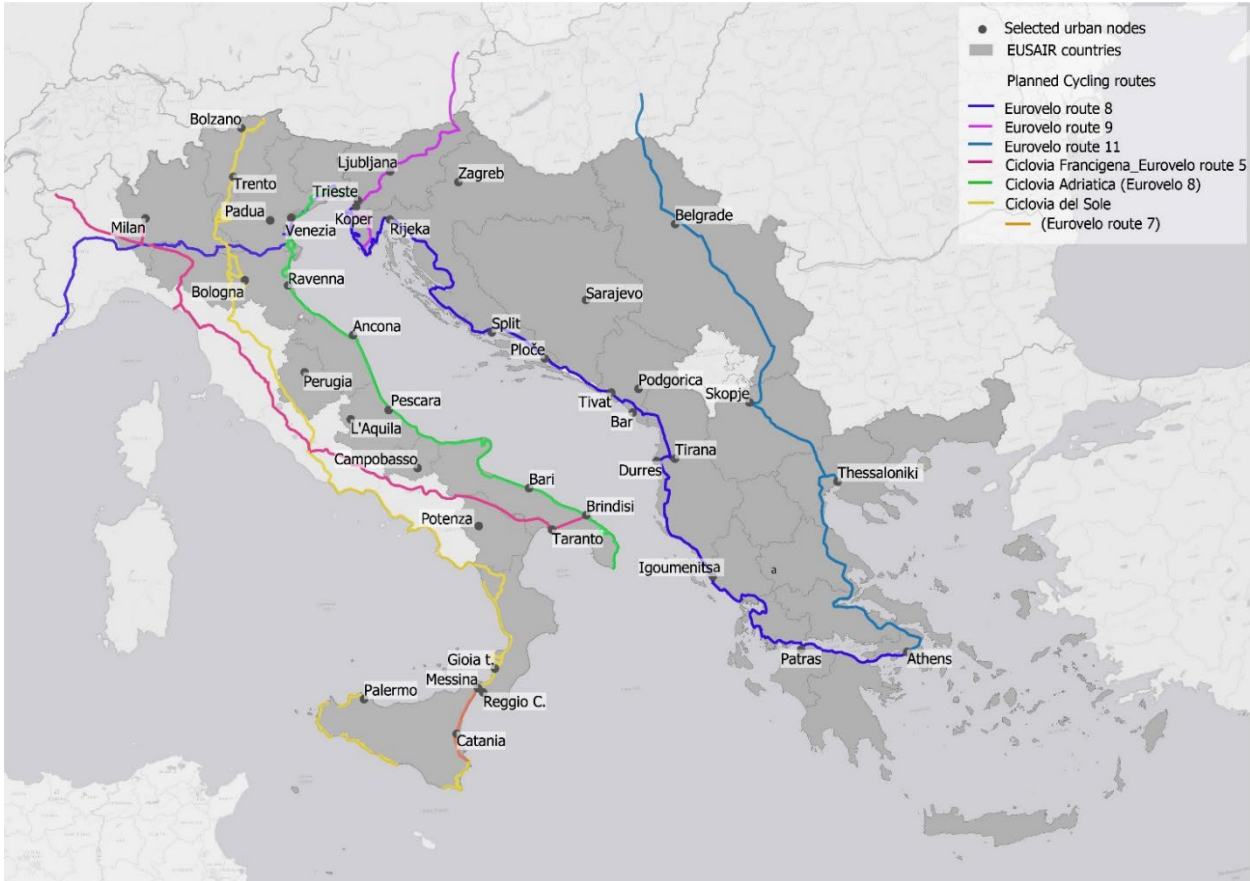 Selected urban nodes
EUSAIR countries
Planned Cycling routes
Eurovelo route 8
Eurovelo route 9
Eurovelo route 11
Ciclovia Francigena_Eurovelo route 5
Ciclovia Adriatica (Eurovelo 8)
Ciclovia del Sole
(Eurovelo route 7)
Bolzano
Ljubljana
Zagreb
Trento
Trieste
Padua
Koper
Milan
Venezia
Rijeka
Belgrade
Bologna
Ravenna
Sarajevo
Ancona
Split
Ploče
Perugia
Podgorica
Skopje
Tivat
Pescara
Bar
L'Aquila
Tirana
Campobasso
Durres
Thessaloniki
Bari
Brindisi
Potenza
Taranto
Igoumenitsa
a
Gioia t.
Patras
Athens
Messina
Palermo
Reggio C.
Catania